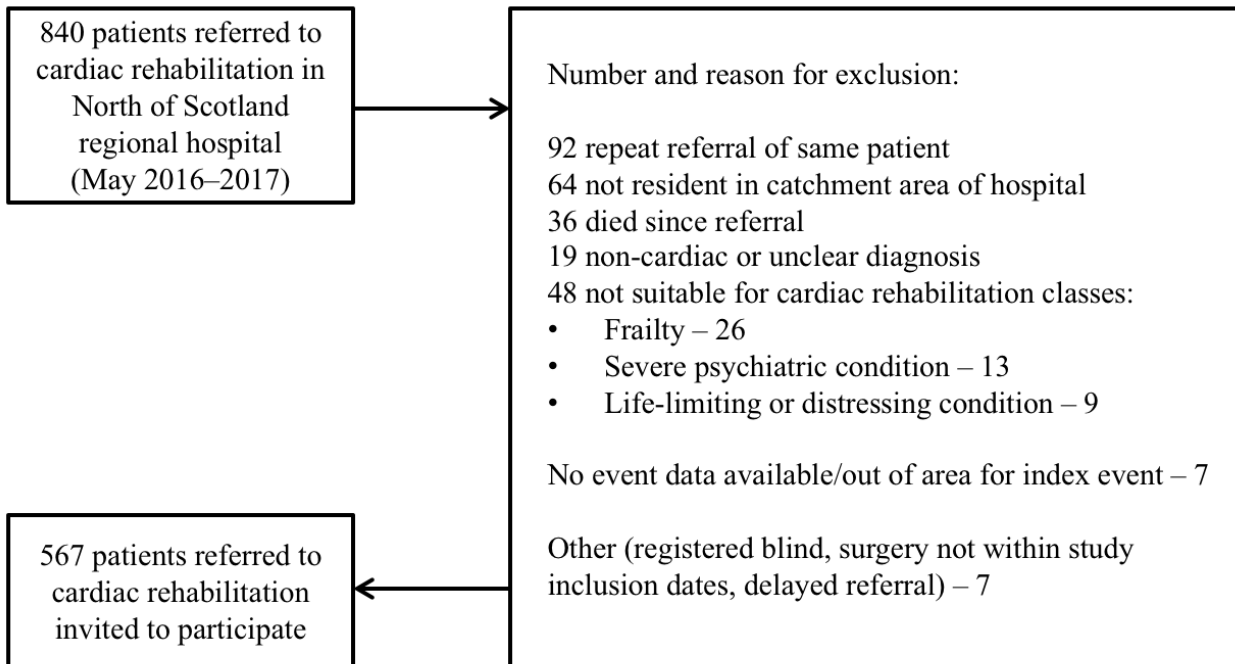 840 patients referred to
cardiac rehabilitation in
North of Scotland
regional hospital
(May 2016–2017)
Number and reason for exclusion:
92 repeat referral of same patient
64 not resident in catchment area of hospital
36 died since referral
19 non-cardiac or unclear diagnosis
48 not suitable for cardiac rehabilitation classes:
• Frailty – 26
• Severe psychiatric condition – 13
• Life-limiting or distressing condition – 9
No event data available/out of area for index event – 7
Other (registered blind, surgery not within study
inclusion dates, delayed referral) – 7
567 patients referred to
cardiac rehabilitation
invited to participate